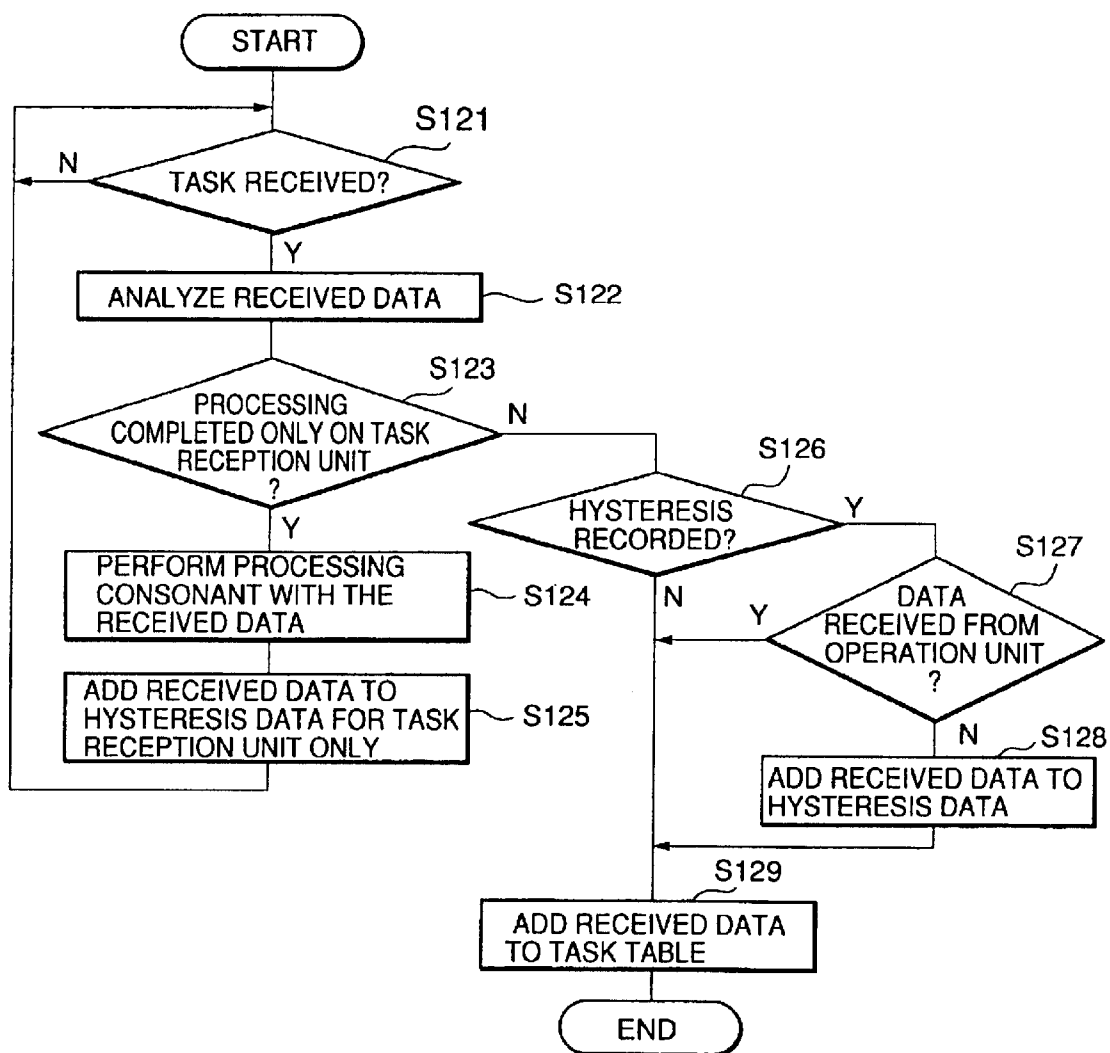 START
S121
N
TASK RECEIVED?
Y
ANALYZE RECEIVED DATA
S122
S123
PROCESSING
COMPLETED ONLY ON TASK
RECEPTION UNIT
?
N
Y
S126
HYSTERESIS
RECORDED?
Y
N
PERFORM PROCESSING
CONSONANT WITH THE
RECEIVED DATA
S124
S127
DATA
RECEIVED FROM
OPERATION UNIT
?
Y
N
ADD RECEIVED DATA TO
HYSTERESIS DATA FOR TASK
RECEPTION UNIT ONLY
S125
S128
ADD RECEIVED DATA TO
HYSTERESIS DATA
S129
ADD RECEIVED DATA
TO TASK TABLE
END